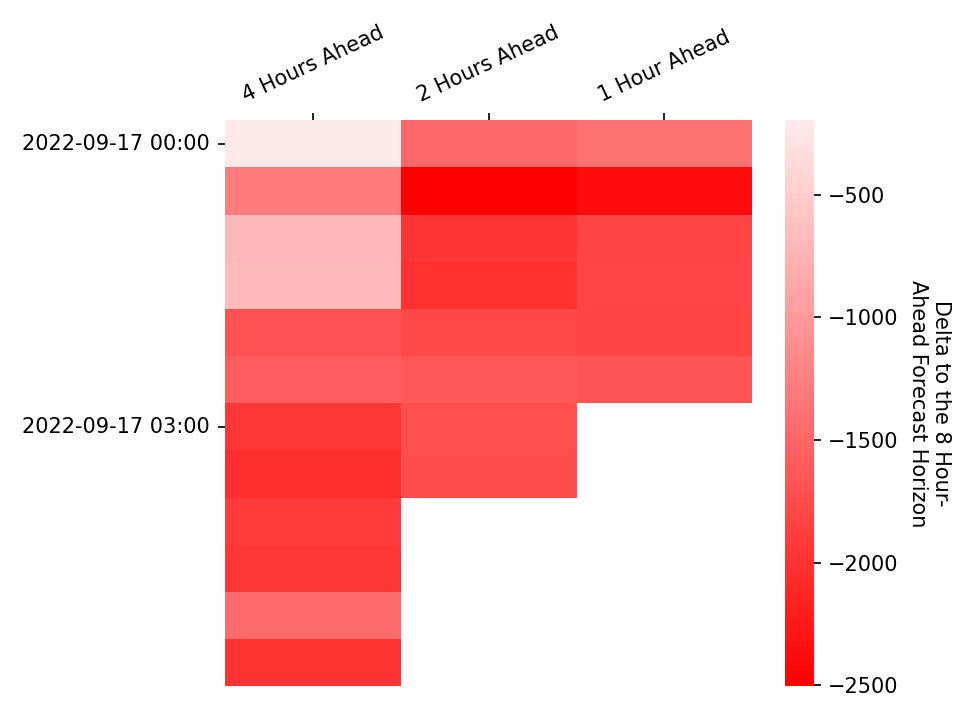 4 Hours Ahead
2 Hours Ahead
1 Hour Ahead
2022-09-17 00:00
2022-09-17 03:00
−500
−1000
−1500
−2000
−2500
Delta to the 8 Hour-
Ahead Forecast Horizon